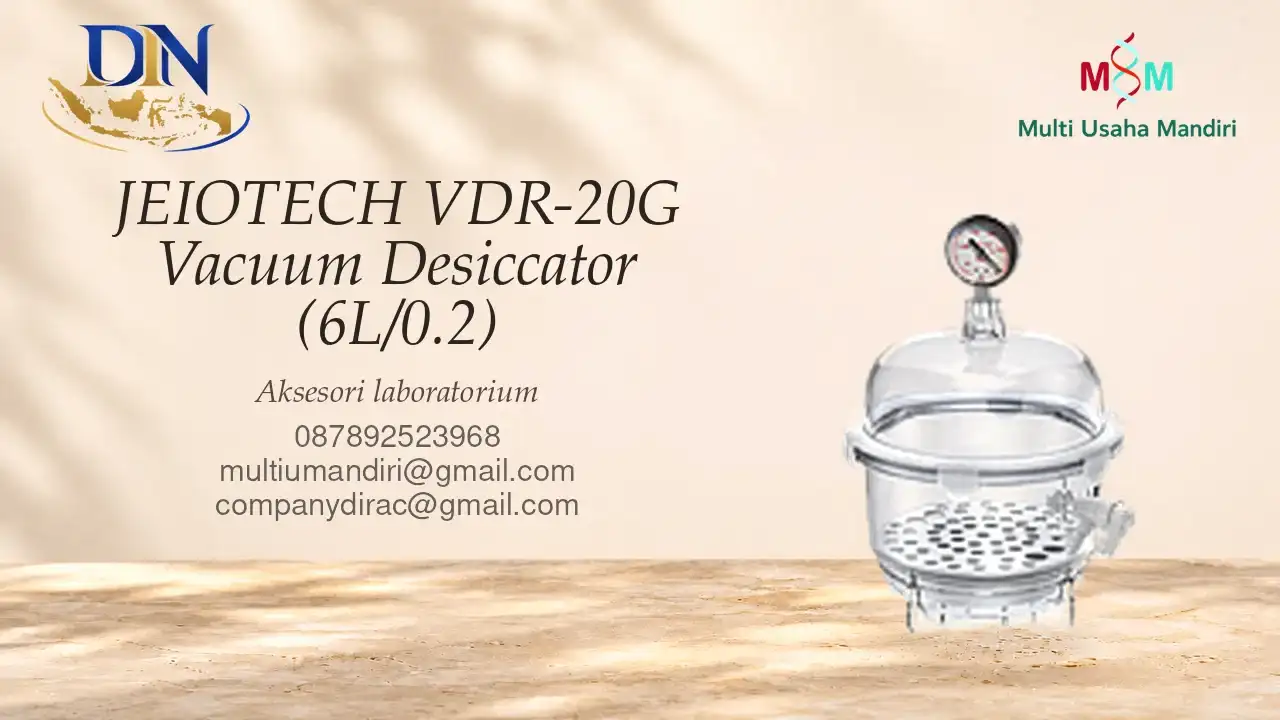 DN
M M
Multi Usaha Mandiri
JEIOTECH VDR-20G
Vacuum Desiccator
(6L/0.2)
Aksesori laboratorium
087892523968
multiumandiri@gmail.com
companydirac@gmail.com